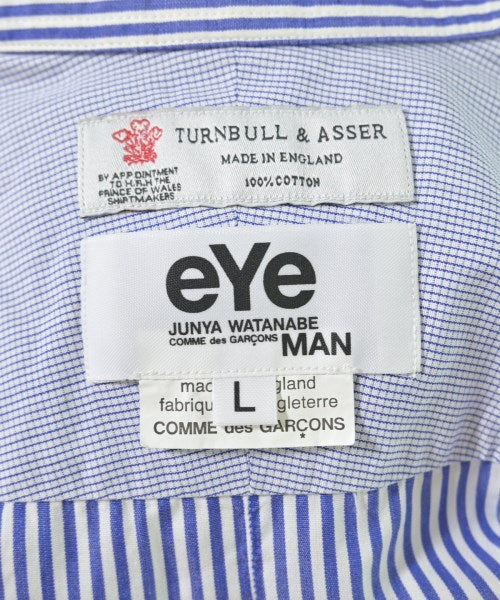 TURNBULL & ASSER
MADE IN ENGLAND
100% COTTON
BY APPOINTMENT
TO H.R.H THE
PRINCE OF WALES
SHIRTMAKERS
eYe
JUNYA WATANABE
COMME des GARÇONS MAN
L
COMME des GARÇONS